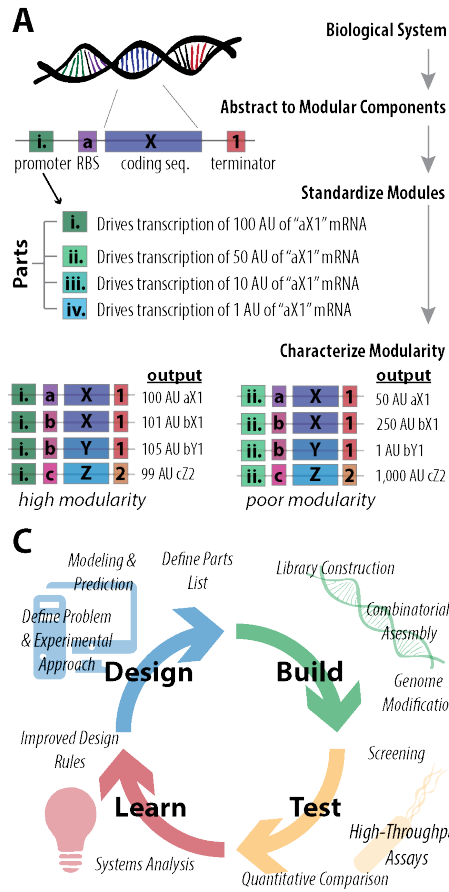 A
Biological System
Abstract to Modular Components
i. a X 1
promoter RBS coding seq. terminator
Standardize Modules
Parts
i. Drives transcription of 100 AU of “aX1” mRNA
ii. Drives transcription of 50 AU of “aX1” mRNA
iii. Drives transcription of 10 AU of “aX1” mRNA
iv. Drives transcription of 1 AU of “aX1” mRNA
Characterize Modularity
output
i. a X 1 100 AU aX1
i. b X 1 101 AU bX1
i. b Y 1 105 AU bY1
i. c Z 2 99 AU cZ2
high modularity
output
ii. a X 1 50 AU aX1
ii. b X 1 250 AU bX1
ii. b Y 1 1 AU bY1
ii. c Z 2 1,000 AU cZ2
poor modularity
C
Modeling &
Prediction
Define Parts
List
Define Problem
& Experimental
Approach
Design
Library Construction
Combinatorial
Asesmbly
Genome
Modificatio
Build
Screening
High-Throughp
Assays
Quantitative Comparison
Test
Improved Design
Rules
Learn
Systems Analysis